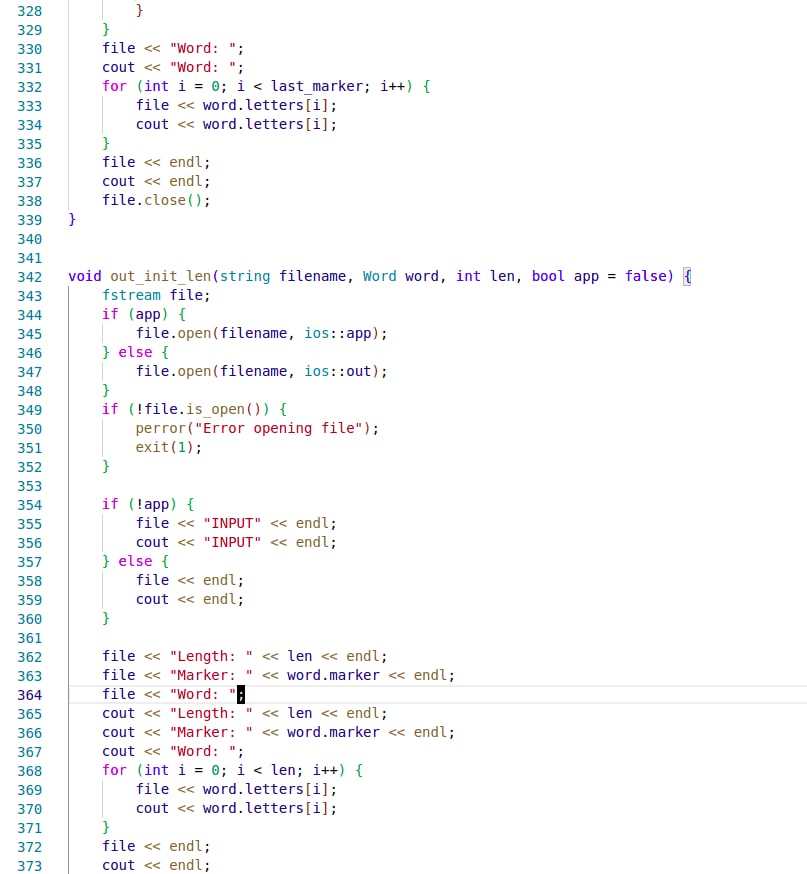 328             }
329         }
330     file << "Word: ";
331     cout << "Word: ";
332     for (int i = 0; i < last_marker; i++) {
333         file << word.letters[i];
334         cout << word.letters[i];
335     }
336     file << endl;
337     cout << endl;
338     file.close();
339 }
340
341
342 void out_init_len(string filename, Word word, int len, bool app = false) {
343     fstream file;
344     if (app) {
345         file.open(filename, ios::app);
346     } else {
347         file.open(filename, ios::out);
348     }
349     if (!file.is_open()) {
350         perror("Error opening file");
351         exit(1);
352     }
353
354     if (!app) {
355         file << "INPUT" << endl;
356         cout << "INPUT" << endl;
357     } else {
358         file << endl;
359         cout << endl;
360     }
361
362     file << "Length: " << len << endl;
363     file << "Marker: " << word.marker << endl;
364     file << "Word: ";
365     cout << "Length: " << len << endl;
366     cout << "Marker: " << word.marker << endl;
367     cout << "Word: ";
368     for (int i = 0; i < len; i++) {
369         file << word.letters[i];
370         cout << word.letters[i];
371     }
372     file << endl;
373     cout << endl;